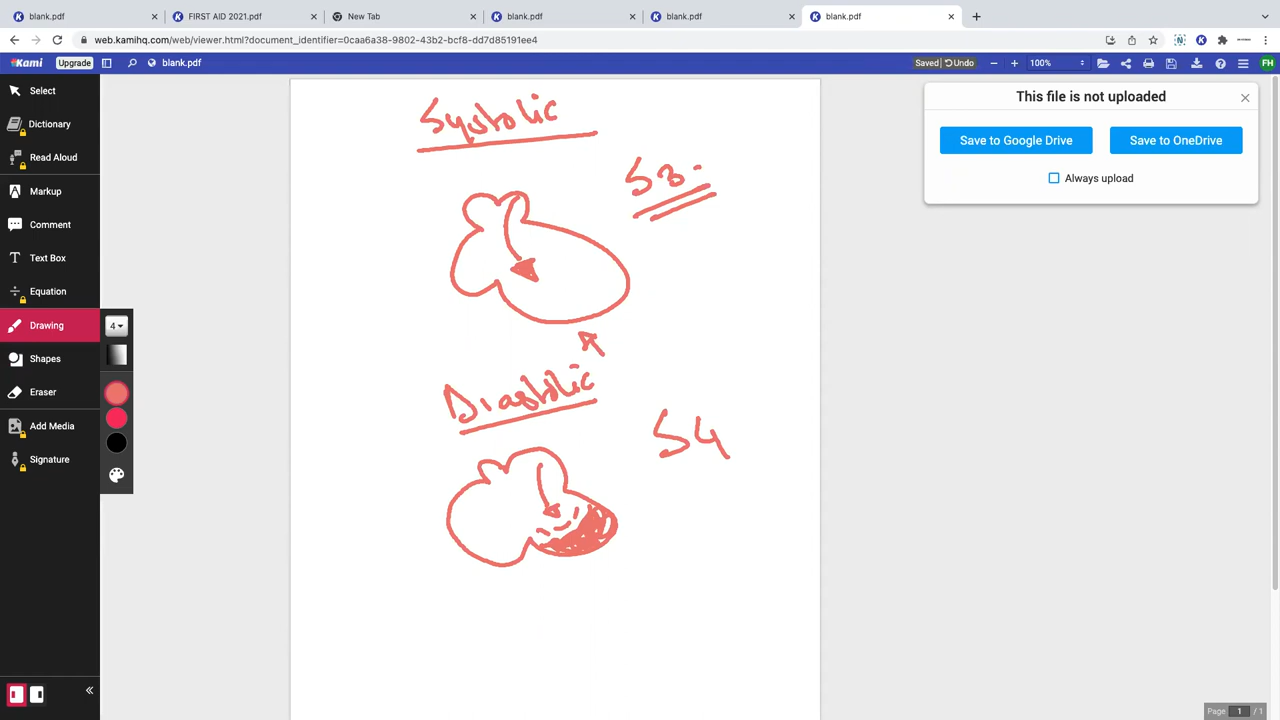 blank.pdf
FIRST AID 2021.pdf
New Tab
blank.pdf
blank.pdf
blank.pdf
web.kamihq.com/web/viewer.html?document_identifier=0caa6a38-9802-43b2-bcf8-dd7d85191ee4
Kami
Upgrade
blank.pdf
Saved
Undo
100%
FH
Select
Dictionary
Read Aloud
Markup
Comment
Text Box
Equation
Drawing
Shapes
Eraser
Add Media
Signature
4
This file is not uploaded
Save to Google Drive
Save to OneDrive
Always upload
Systolic
S3
Diastolic
S4
Page 1 / 1